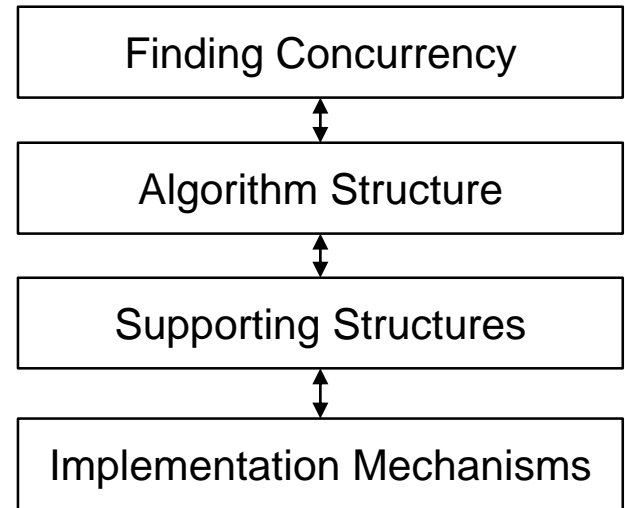 Finding Concurrency
Algorithm Structure
Supporting Structures
Implementation Mechanisms